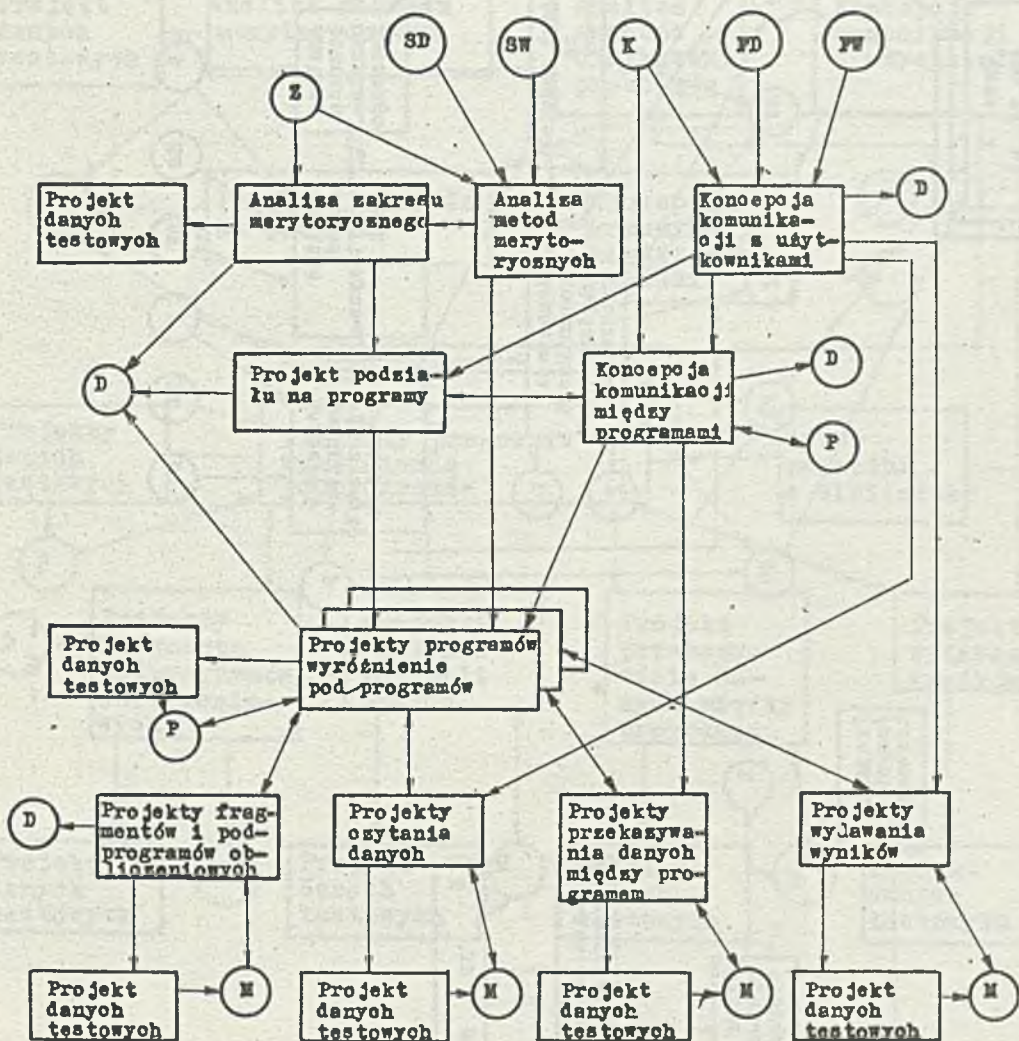 SD
SW
K
FD
FW
Z
Projekt
danych
testowych
Analiza zakresu
merytorycznego
Analiza
metod
meryto-
rycznych
Koncepcja
komunika-
cji z użyt-
kownikami
D
D
Projekt podzia-
łu na programy
Koncepcja
komunikacji
między
programami
D
P
Projekt
danych
testowych
Projekty programów
wyróżnienie
pod programów
P
D
Projekty frag-
mentów i pod-
programów ob-
liczeniowych
Projekty
czytania
danych
Projekty
przekazywa-
nia danych
między pro-
gramem
Projekty
wydawania
wyników
Projekt
danych
testowych
M
Projekt
danych
testowych
M
Projekt
danych
testowych
M
Projekt
danych
testowych
M